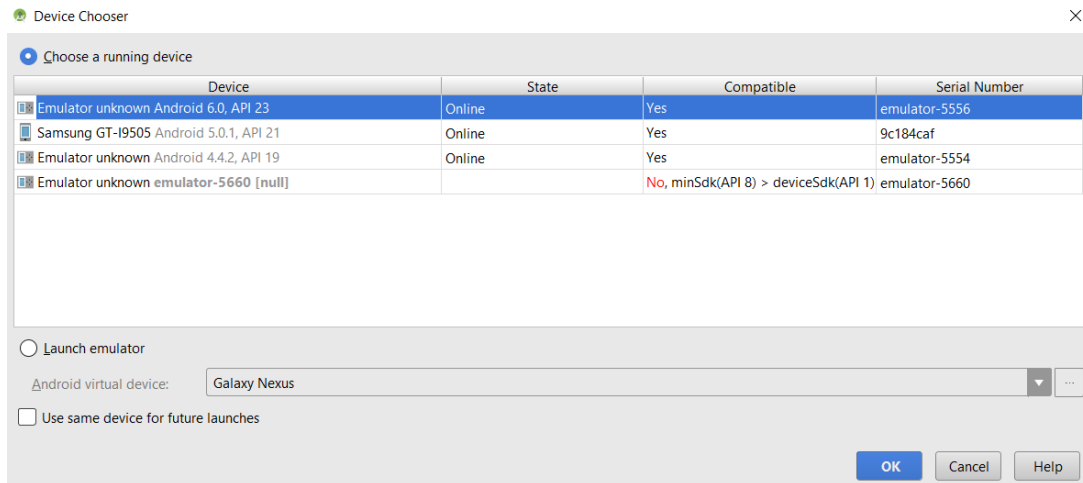 Device Chooser
Choose a running device
Device State Compatible Serial Number
Emulator unknown Android 6.0, API 23 Online Yes emulator-5556
Samsung GT-I9505 Android 5.0.1, API 21 Online Yes 9c184caf
Emulator unknown Android 4.4.2, API 19 Online Yes emulator-5554
Emulator unknown emulator-5660 [null] No, minSdk(API 8) > deviceSdk(API 1) emulator-5660
Launch emulator
Android virtual device: Galaxy Nexus ...
Use same device for future launches
OK Cancel Help